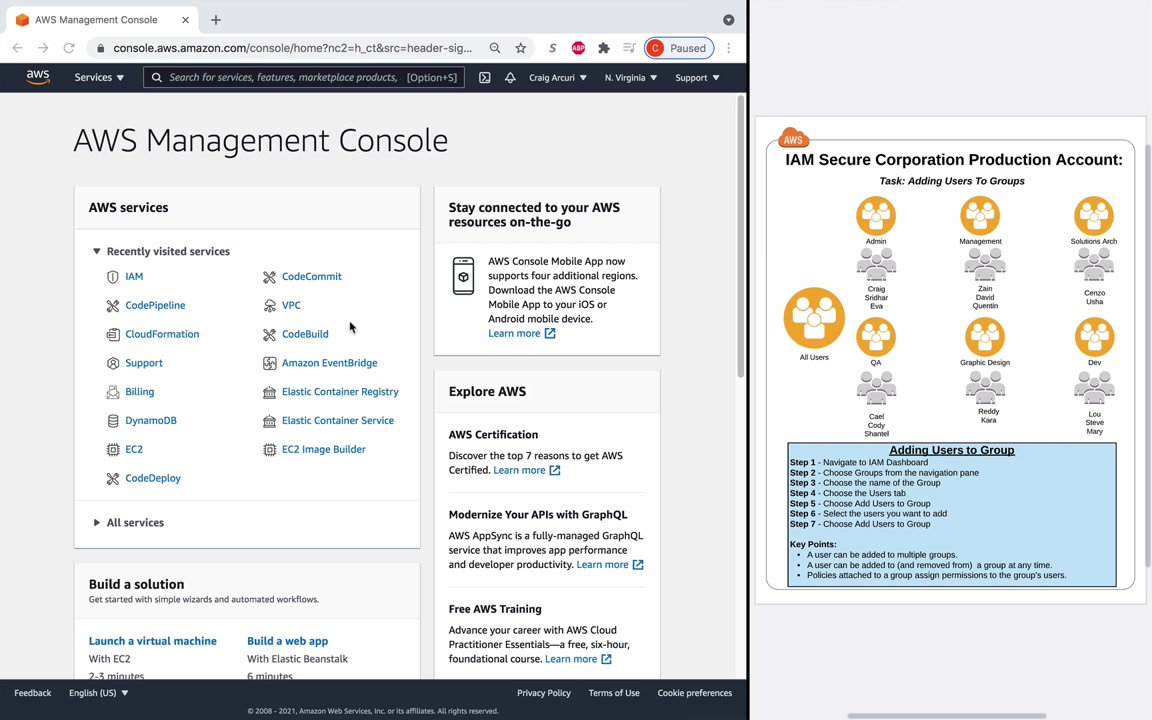 AWS Management Console
console.aws.amazon.com/console/home?nc2=h_ct&src=header-sig...
S
ABP
C
Paused
aws
Services
Search for services, features, marketplace products,
[Option+S]
Craig Arcuri
N. Virginia
Support
AWS Management Console
AWS services
Recently visited services
IAM
CodeCommit
CodePipeline
VPC
CloudFormation
CodeBuild
Support
Amazon EventBridge
Billing
Elastic Container Registry
DynamoDB
Elastic Container Service
EC2
EC2 Image Builder
CodeDeploy
All services
Build a solution
Get started with simple wizards and automated workflows.
Launch a virtual machine
Build a web app
With EC2
With Elastic Beanstalk
2-3 minutes
6 minutes
Stay connected to your AWS
resources on-the-go
AWS Console Mobile App now
supports four additional regions.
Download the AWS Console
Mobile App to your iOS or
Android mobile device.
Learn more
Explore AWS
AWS Certification
Discover the top 7 reasons to get AWS
Certified. Learn more
Modernize Your APIs with GraphQL
AWS AppSync is a fully-managed GraphQL
service that improves app performance
and developer productivity. Learn more
Free AWS Training
Advance your career with AWS Cloud
Practitioner Essentials—a free, six-hour,
foundational course. Learn more
Feedback
English (US)
Privacy Policy
Terms of Use
Cookie preferences
© 2008 - 2021, Amazon Web Services, Inc. or its affiliates. All rights reserved.
AWS
IAM Secure Corporation Production Account:
Task: Adding Users To Groups
Admin
Management
Solutions Arch
Craig
Sridhar
Eva
Zain
David
Quentin
Cenzo
Usha
All Users
QA
Graphic Design
Dev
Cael
Cody
Shantel
Reddy
Kara
Lou
Steve
Mary
Adding Users to Group
Step 1 - Navigate to IAM Dashboard
Step 2 - Choose Groups from the navigation pane
Step 3 - Choose the name of the Group
Step 4 - Choose the Users tab
Step 5 - Choose Add Users to Group
Step 6 - Select the users you want to add
Step 7 - Choose Add Users to Group
Key Points:
• A user can be added to multiple groups.
• A user can be added to (and removed from) a group at any time.
• Policies attached to a group assign permissions to the group's users.